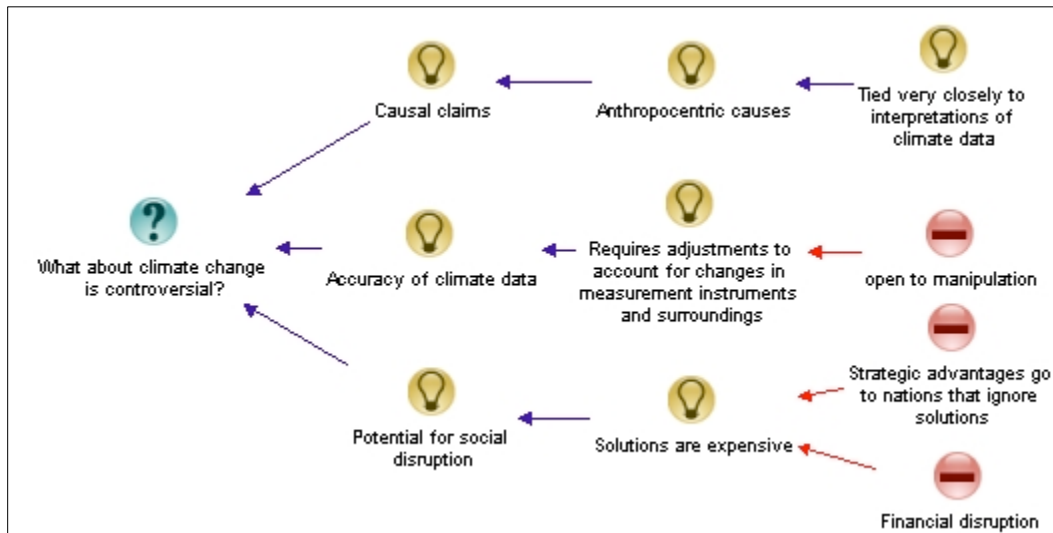 Causal claims
Anthropocentric causes
Tied very closely to
interpretations of
climate data
What about climate change
is controversial?
Accuracy of climate data
Requires adjustments to
account for changes in
measurement instruments
and surroundings
open to manipulation
Potential for social
disruption
Solutions are expensive
Strategic advantages go
to nations that ignore
solutions
Financial disruption